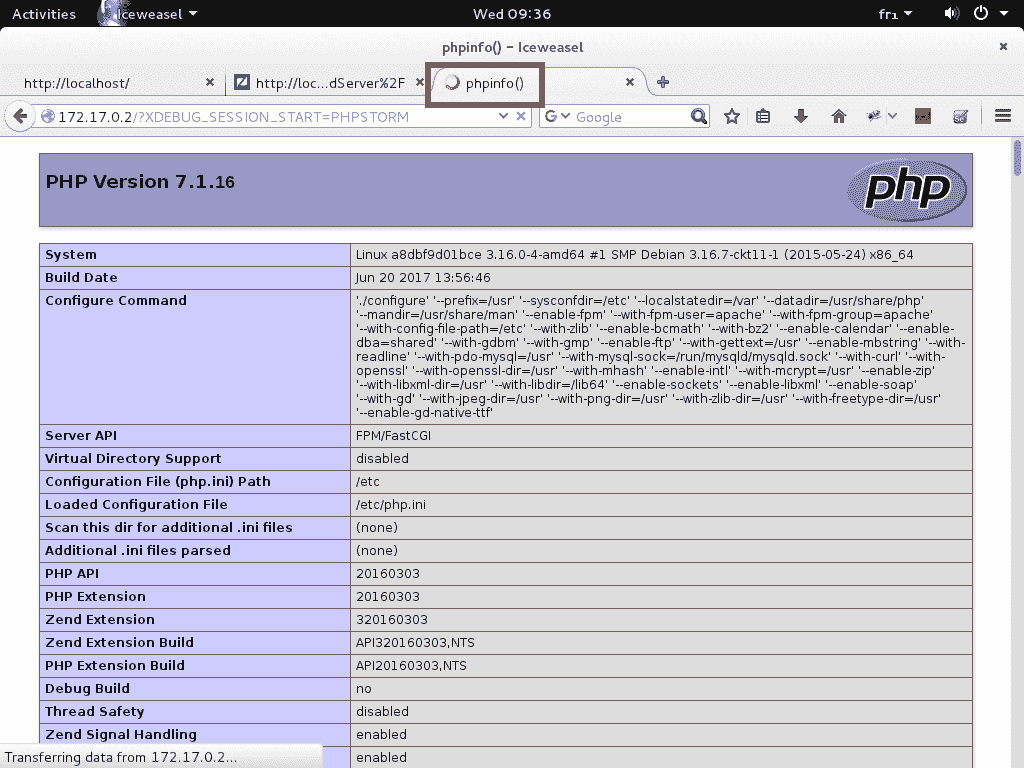 Activities Iceweasel Wed 09:36 fr1
phpinfo() – Iceweasel
http://localhost/ http://loc...dServer%2F phpinfo()
172.17.0.2/?XDEBUG_SESSION_START=PHPSTORM Google
PHP Version 7.1.16 php
System Linux a8dbf9d01bce 3.16.0-4-amd64 #1 SMP Debian 3.16.7-ckt11-1 (2015-05-24) x86_64
Build Date Jun 20 2017 13:56:46
Configure Command './configure' '--prefix=/usr' '--sysconfdir=/etc' '--localstatedir=/var' '--datadir=/usr/share/php'
'--mandir=/usr/share/man' '--enable-fpm' '--with-fpm-user=apache' '--with-fpm-group=apache'
'--with-config-file-path=/etc' '--with-zlib' '--enable-bcmath' '--with-bz2' '--enable-calendar' '--enable-
dba=shared' '--with-gdbm' '--with-gmp' '--enable-ftp' '--with-gettext=/usr' '--enable-mbstring' '--with-
readline' '--with-pdo-mysql=/usr' '--with-mysql-sock=/run/mysqld/mysqld.sock' '--with-curl' '--with-
openssl' '--with-openssl-dir=/usr' '--with-mhash' '--enable-intl' '--with-mcrypt=/usr' '--enable-zip'
'--with-libxml-dir=/usr' '--with-libdir=/lib64' '--enable-sockets' '--enable-libxml' '--enable-soap'
'--with-gd' '--with-jpeg-dir=/usr' '--with-png-dir=/usr' '--with-zlib-dir=/usr' '--with-freetype-dir=/usr'
'--enable-gd-native-ttf'
Server API FPM/FastCGI
Virtual Directory Support disabled
Configuration File (php.ini) Path /etc
Loaded Configuration File /etc/php.ini
Scan this dir for additional .ini files (none)
Additional .ini files parsed (none)
PHP API 20160303
PHP Extension 20160303
Zend Extension 320160303
Zend Extension Build API320160303,NTS
PHP Extension Build API20160303,NTS
Debug Build no
Thread Safety disabled
Zend Signal Handling enabled
Transferring data from 172.17.0.2... enabled